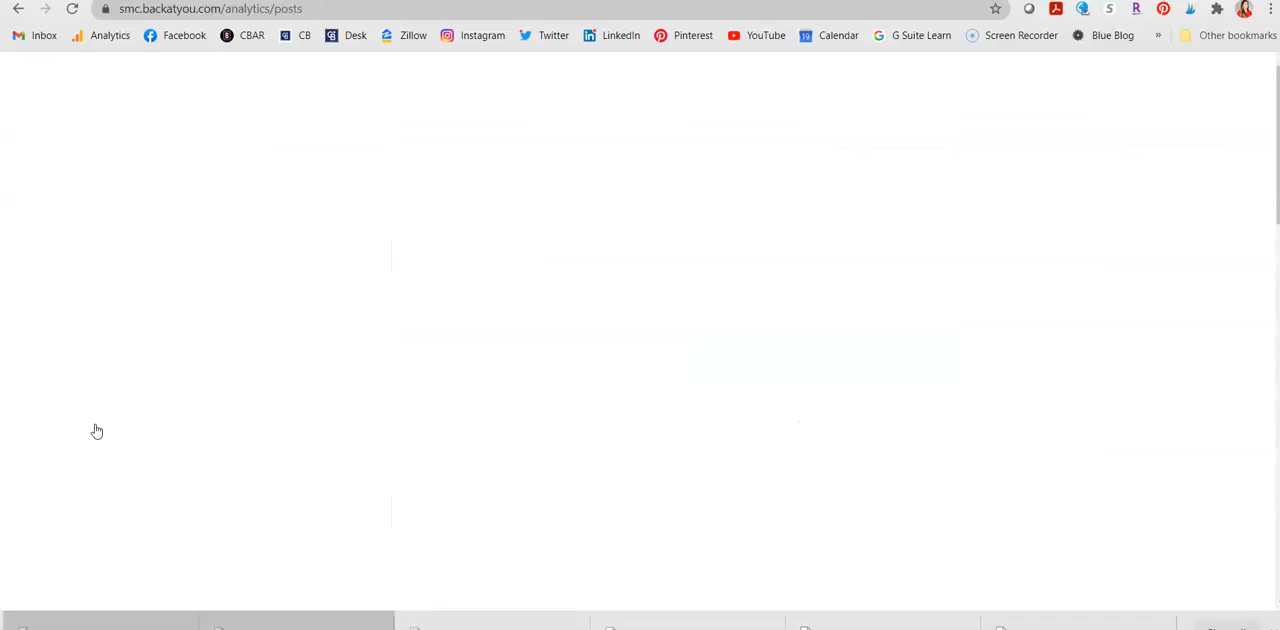 smc.backatyou.com/analytics/posts
Inbox Analytics Facebook CBAR CB Desk Zillow Instagram Twitter LinkedIn Pinterest YouTube 19 Calendar G Suite Learn Screen Recorder Blue Blog » Other bookmarks